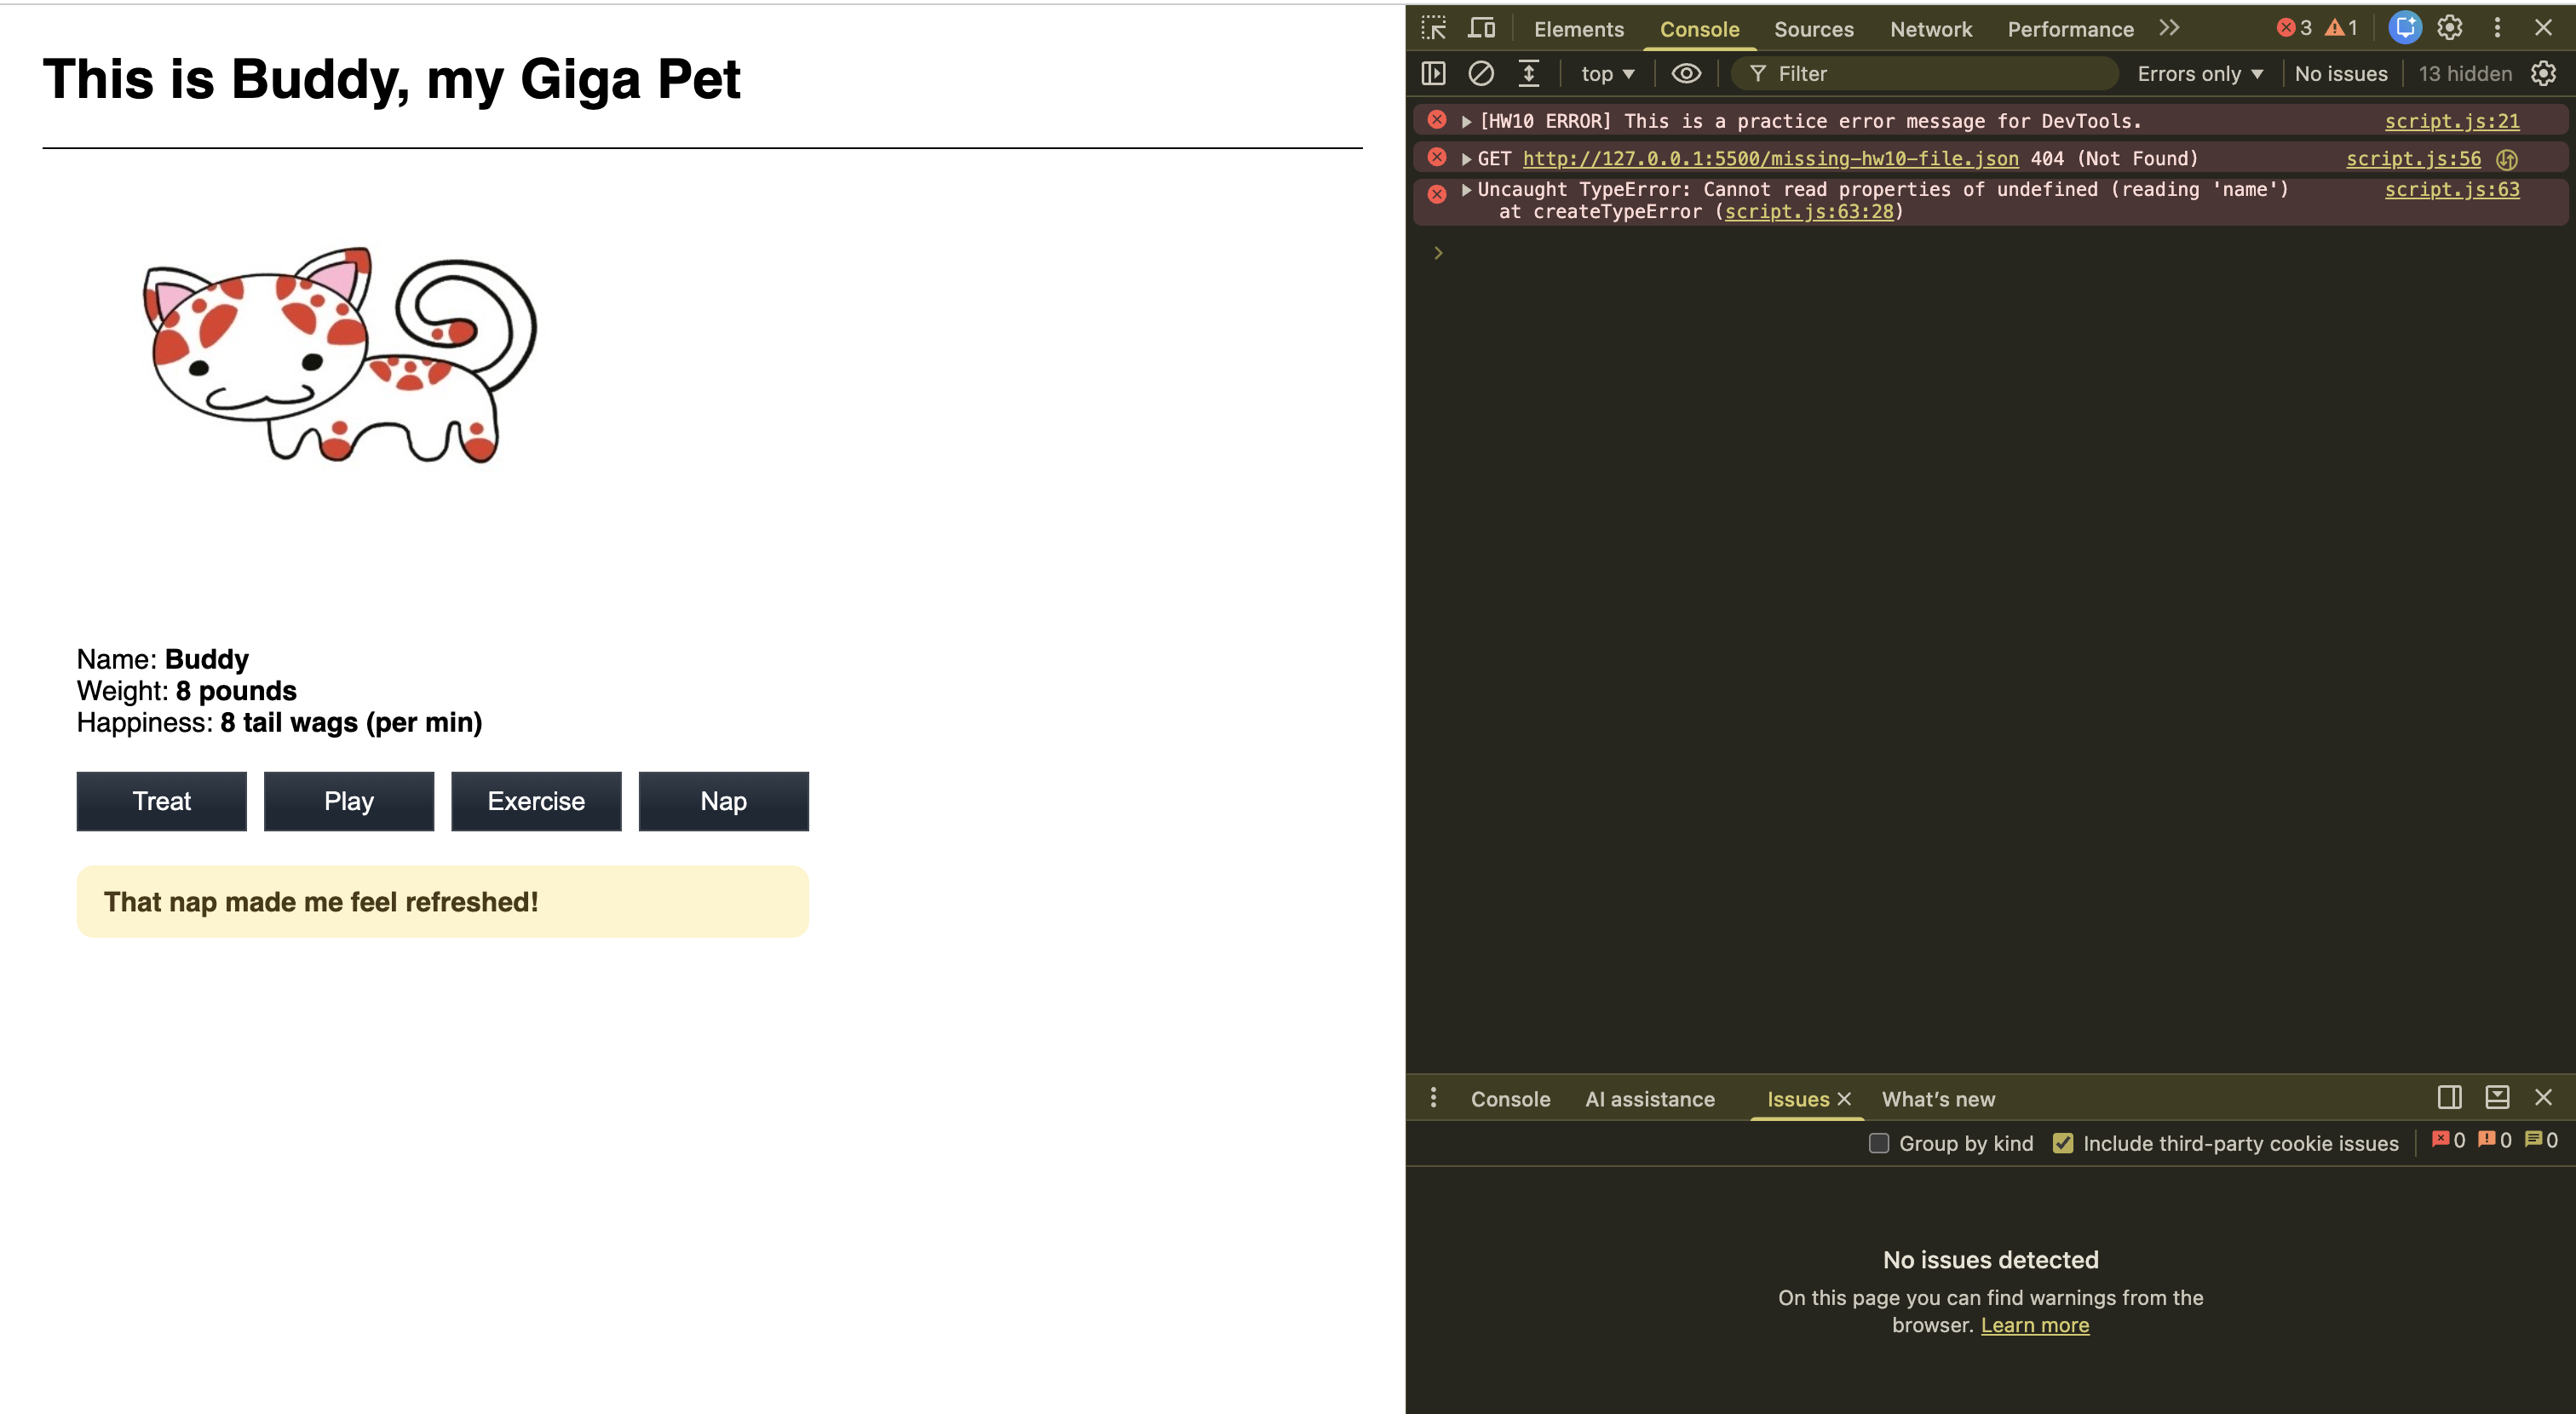 This is Buddy, my Giga Pet
Name: Buddy
Weight: 8 pounds
Happiness: 8 tail wags (per min)
Treat Play Exercise Nap
That nap made me feel refreshed!
Elements Console Sources Network Performance 3 1
top Filter Errors only No issues 13 hidden
[HW10 ERROR] This is a practice error message for DevTools. script.js:21
GET http://127.0.0.1:5500/missing-hw10-file.json 404 (Not Found) script.js:56
Uncaught TypeError: Cannot read properties of undefined (reading 'name') script.js:63
at createTypeError (script.js:63:28)
Console AI assistance Issues What's new
Group by kind Include third-party cookie issues 0 0 0
No issues detected
On this page you can find warnings from the
browser. Learn more